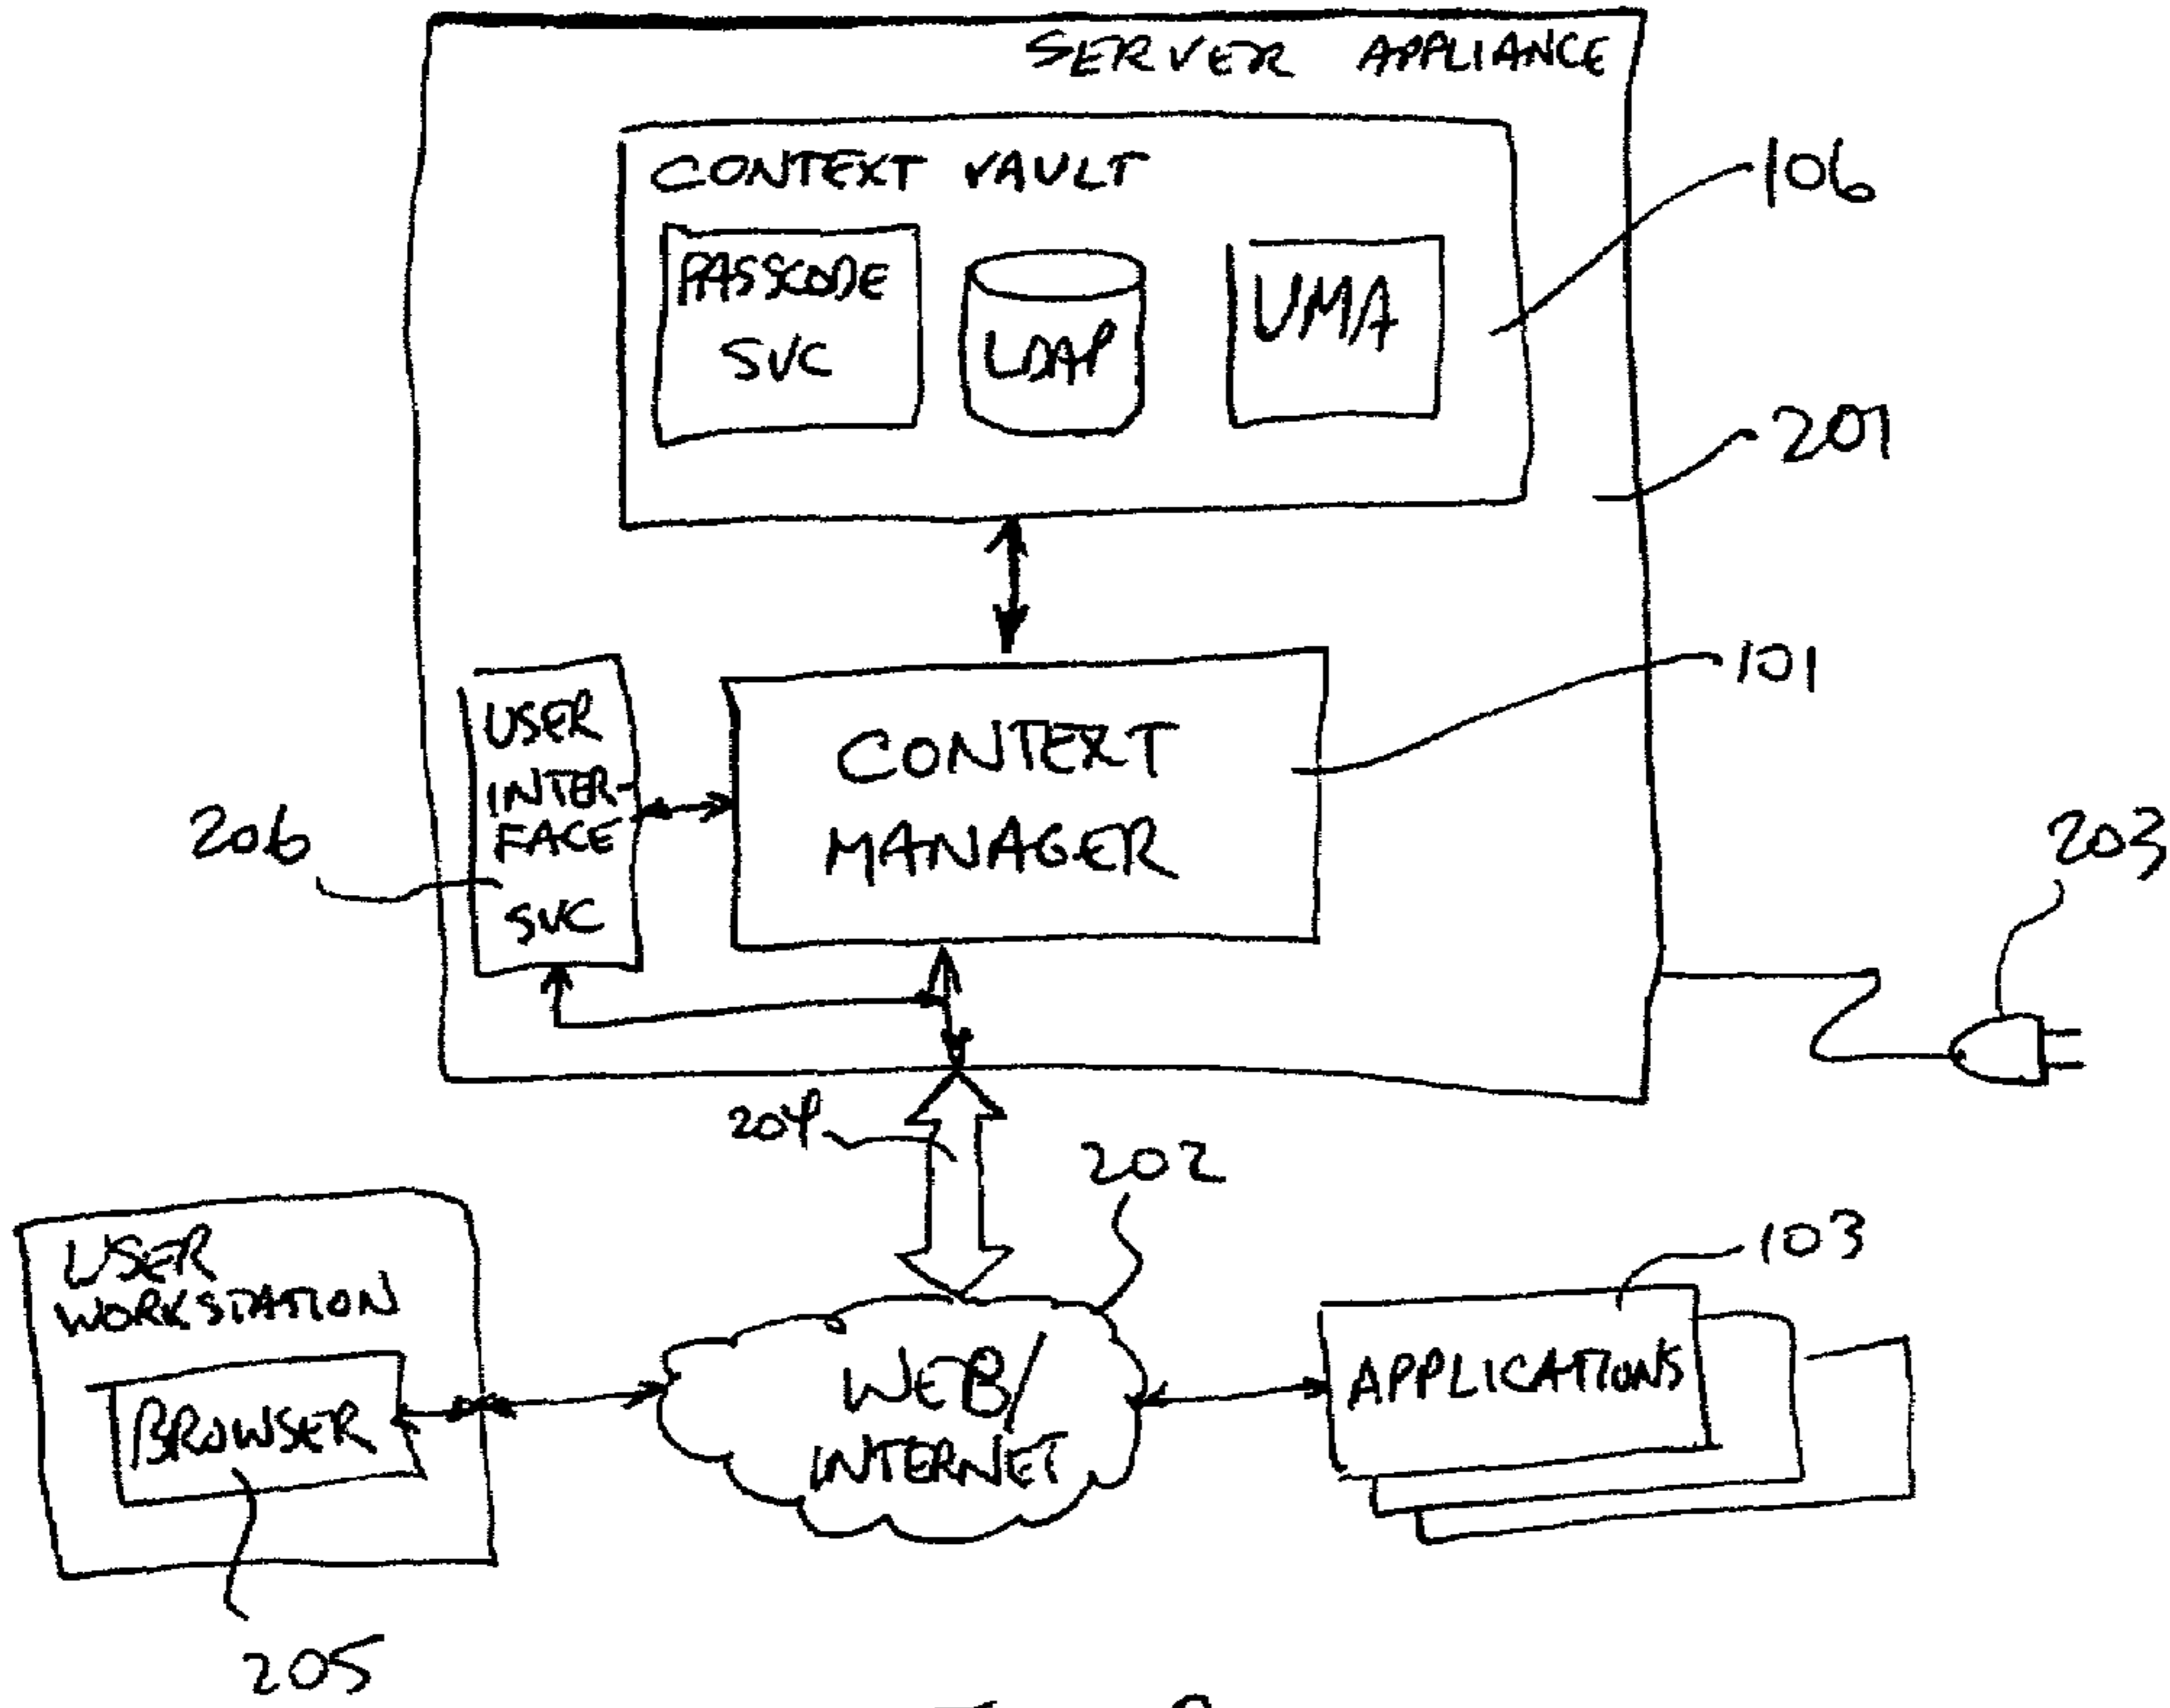 SERVER APPLIANCE
CONTEXT VAULT
106
PASSCODE
SVC
LDAP
UMA
201
101
USER
INTER-
FACE
SVC
CONTEXT
MANAGER
206
203
204
202
103
USER
WORKSTATION
BROWSER
WEB/
INTERNET
APPLICATIONS
205